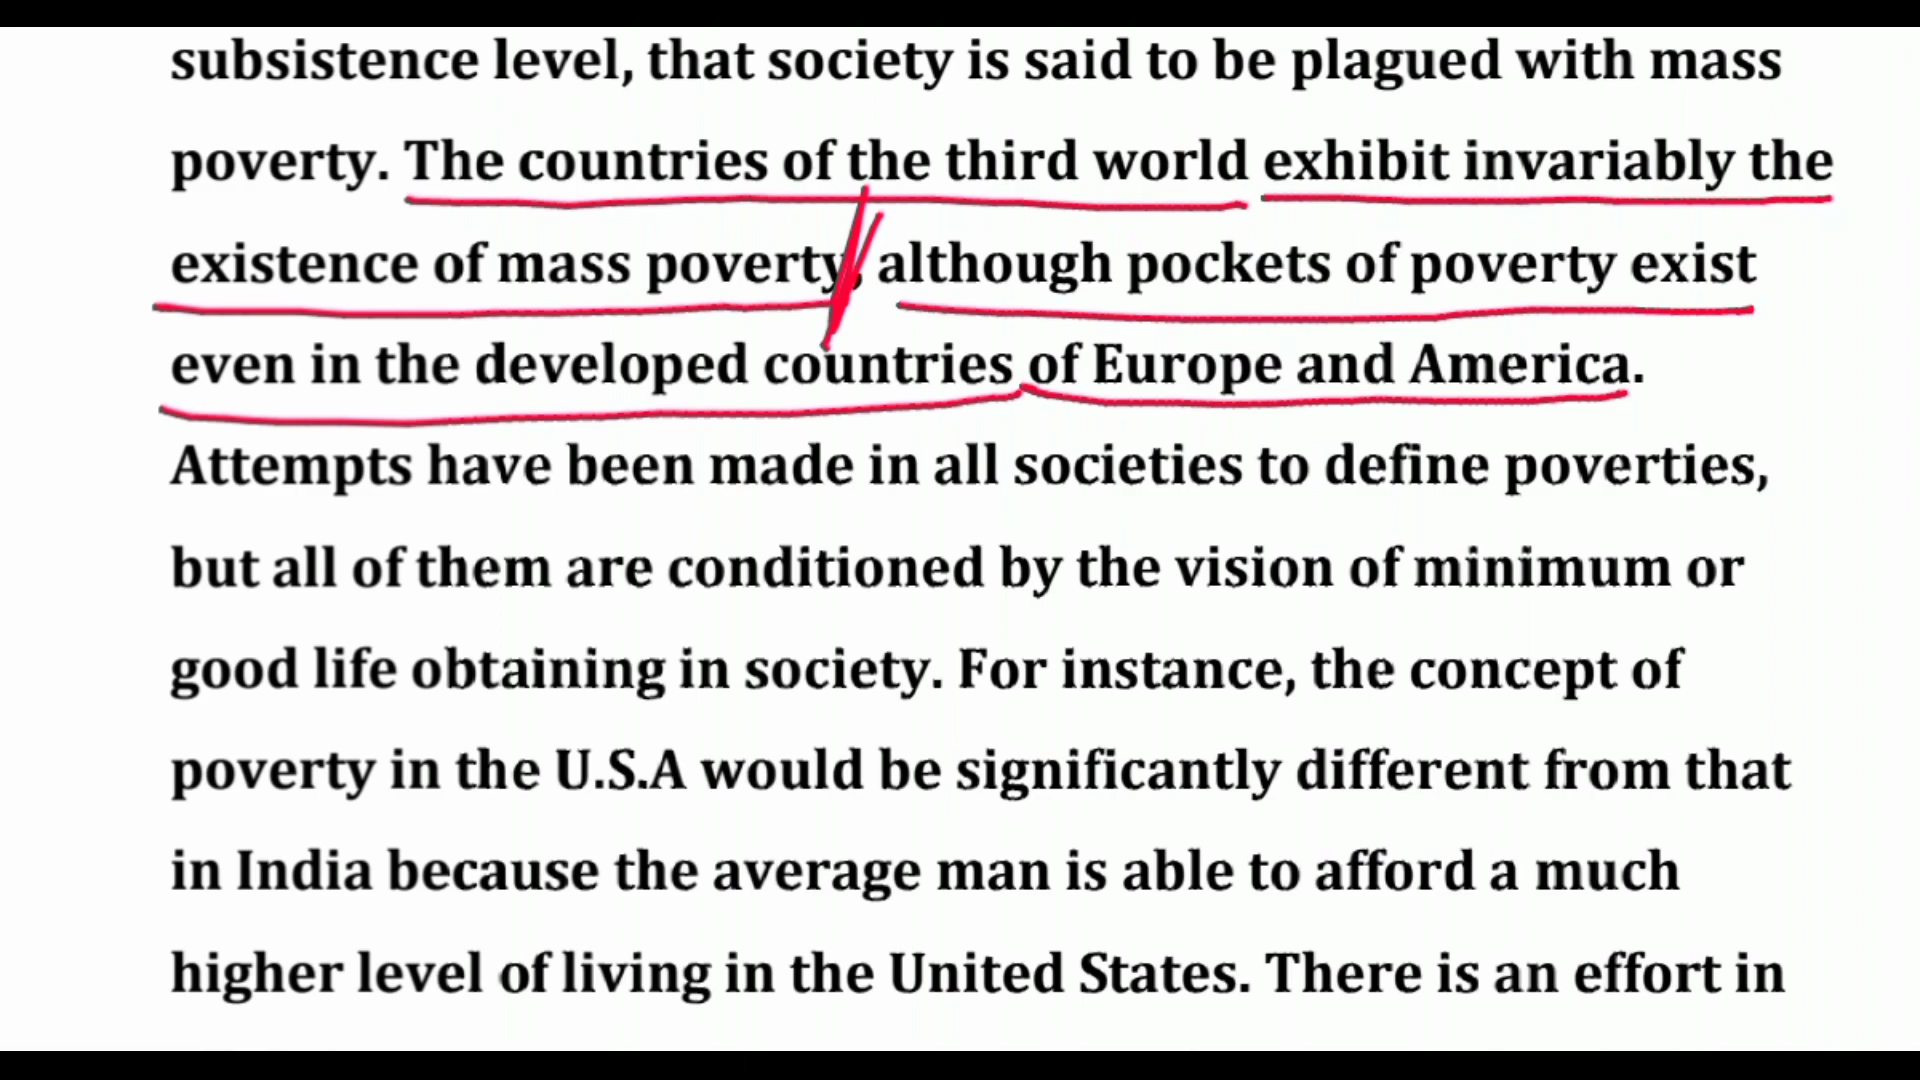 subsistence level, that society is said to be plagued with mass
poverty. The countries of the third world exhibit invariably the
existence of mass poverty, although pockets of poverty exist
even in the developed countries of Europe and America.
Attempts have been made in all societies to define poverties,
but all of them are conditioned by the vision of minimum or
good life obtaining in society. For instance, the concept of
poverty in the U.S.A would be significantly different from that
in India because the average man is able to afford a much
higher level of living in the United States. There is an effort in